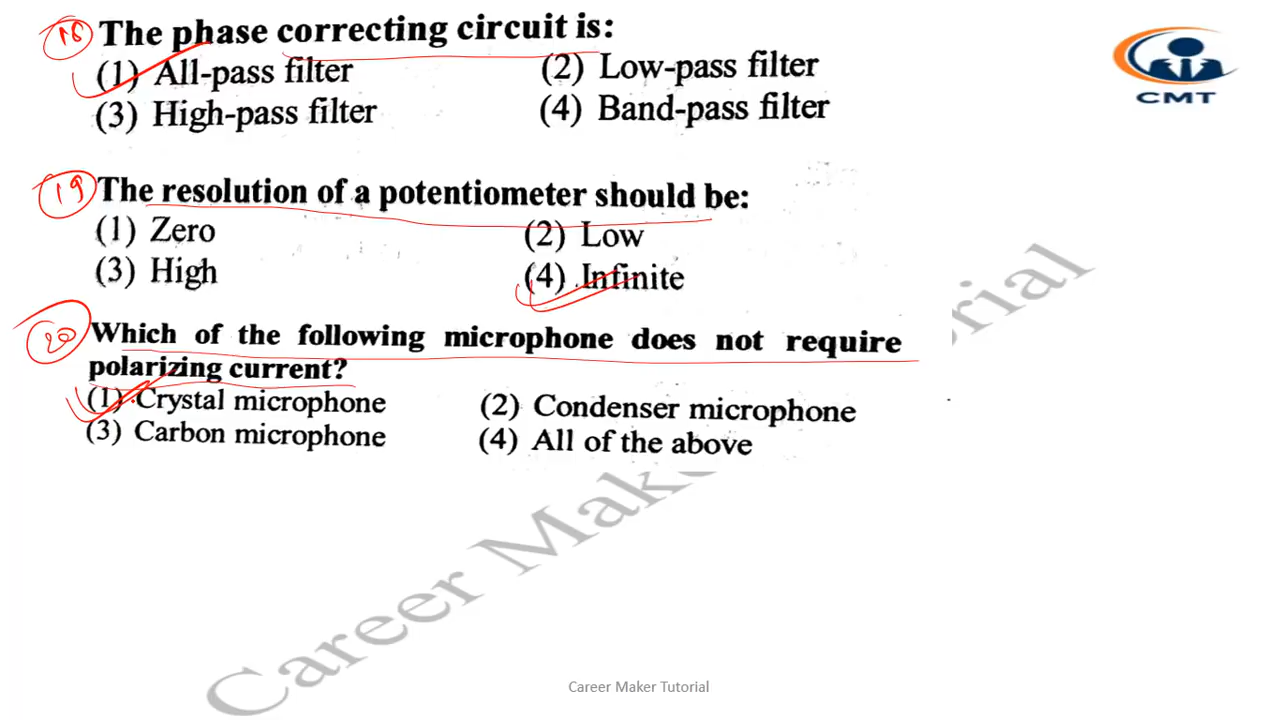 18 The phase correcting circuit is:
(1) All-pass filter (2) Low-pass filter
(3) High-pass filter (4) Band-pass filter
CMT
19 The resolution of a potentiometer should be:
(1) Zero (2) Low
(3) High (4) Infinite
20 Which of the following microphone does not require
polarizing current?
(1) Crystal microphone (2) Condenser microphone
(3) Carbon microphone (4) All of the above
Career Maker Tutorial